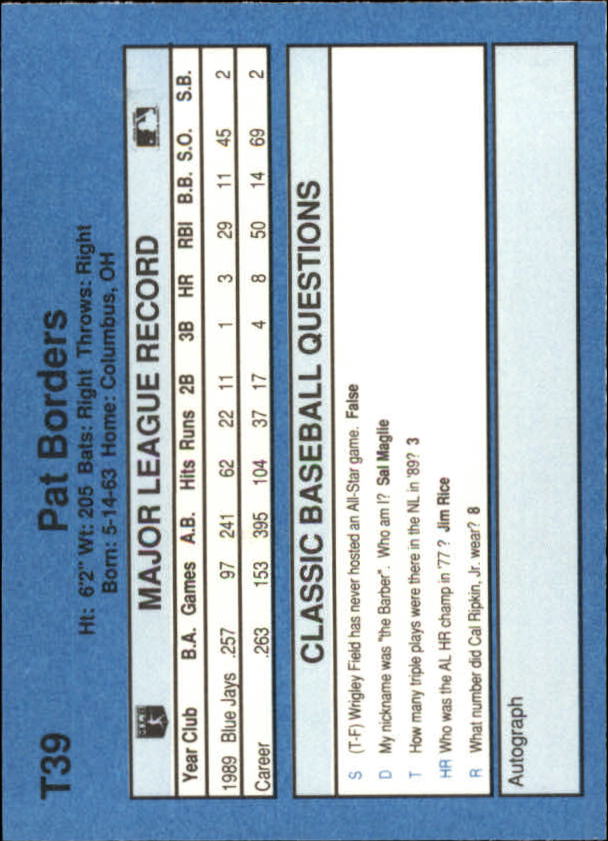 T39
Pat Borders
Ht: 6'2" Wt: 205 Bats: Right Throws: Right
Born: 5-14-63 Home: Columbus, OH
MAJOR LEAGUE RECORD
Year Club B.A. Games A.B. Hits Runs 2B 3B HR RBI B.B. S.O. S.B.
1989 Blue Jays .257 97 241 62 22 11 1 3 29 11 45 2
Career .263 153 395 104 37 17 4 8 50 14 69 2
CLASSIC BASEBALL QUESTIONS
S (T-F) Wrigley Field has never hosted an All-Star game. False
D My nickname was "the Barber". Who am I? Sal Maglie
T How many triple plays were there in the NL in '89? 3
HR Who was the AL HR champ in '77 ? Jim Rice
R What number did Cal Ripkin, Jr. wear? 8
Autograph